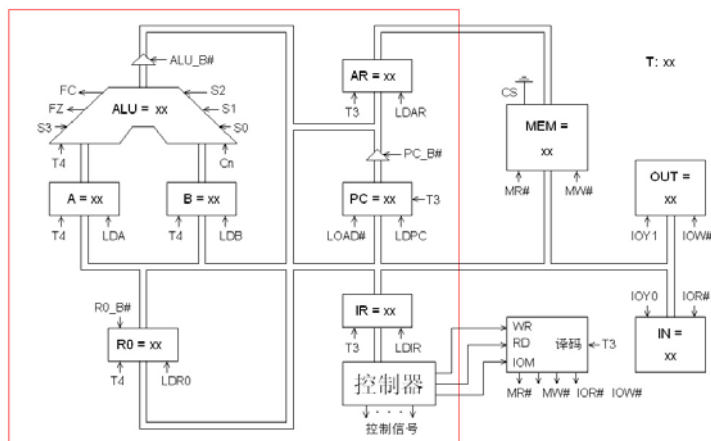 ALU_B#
FC
S2
FZ
ALU = xx
S1
S3
S0
T4
Cn
A = xx
B = xx
T4
LDA
T4
LDB
R0_B#
R0 = xx
T4
LDR0
AR = xx
T3
LDAR
PC_B#
PC = xx
T3
LOAD#
LDPC
IR = xx
T3
LDIR
控制器
· · ·
控制信号
T: xx
CS
MEM =
xx
MR#
MW#
OUT =
xx
IOY1
IOW#
IOY0
IOR#
IN =
xx
WR
RD
译码
T3
IOM
MR#
MW#
IOR#
IOW#